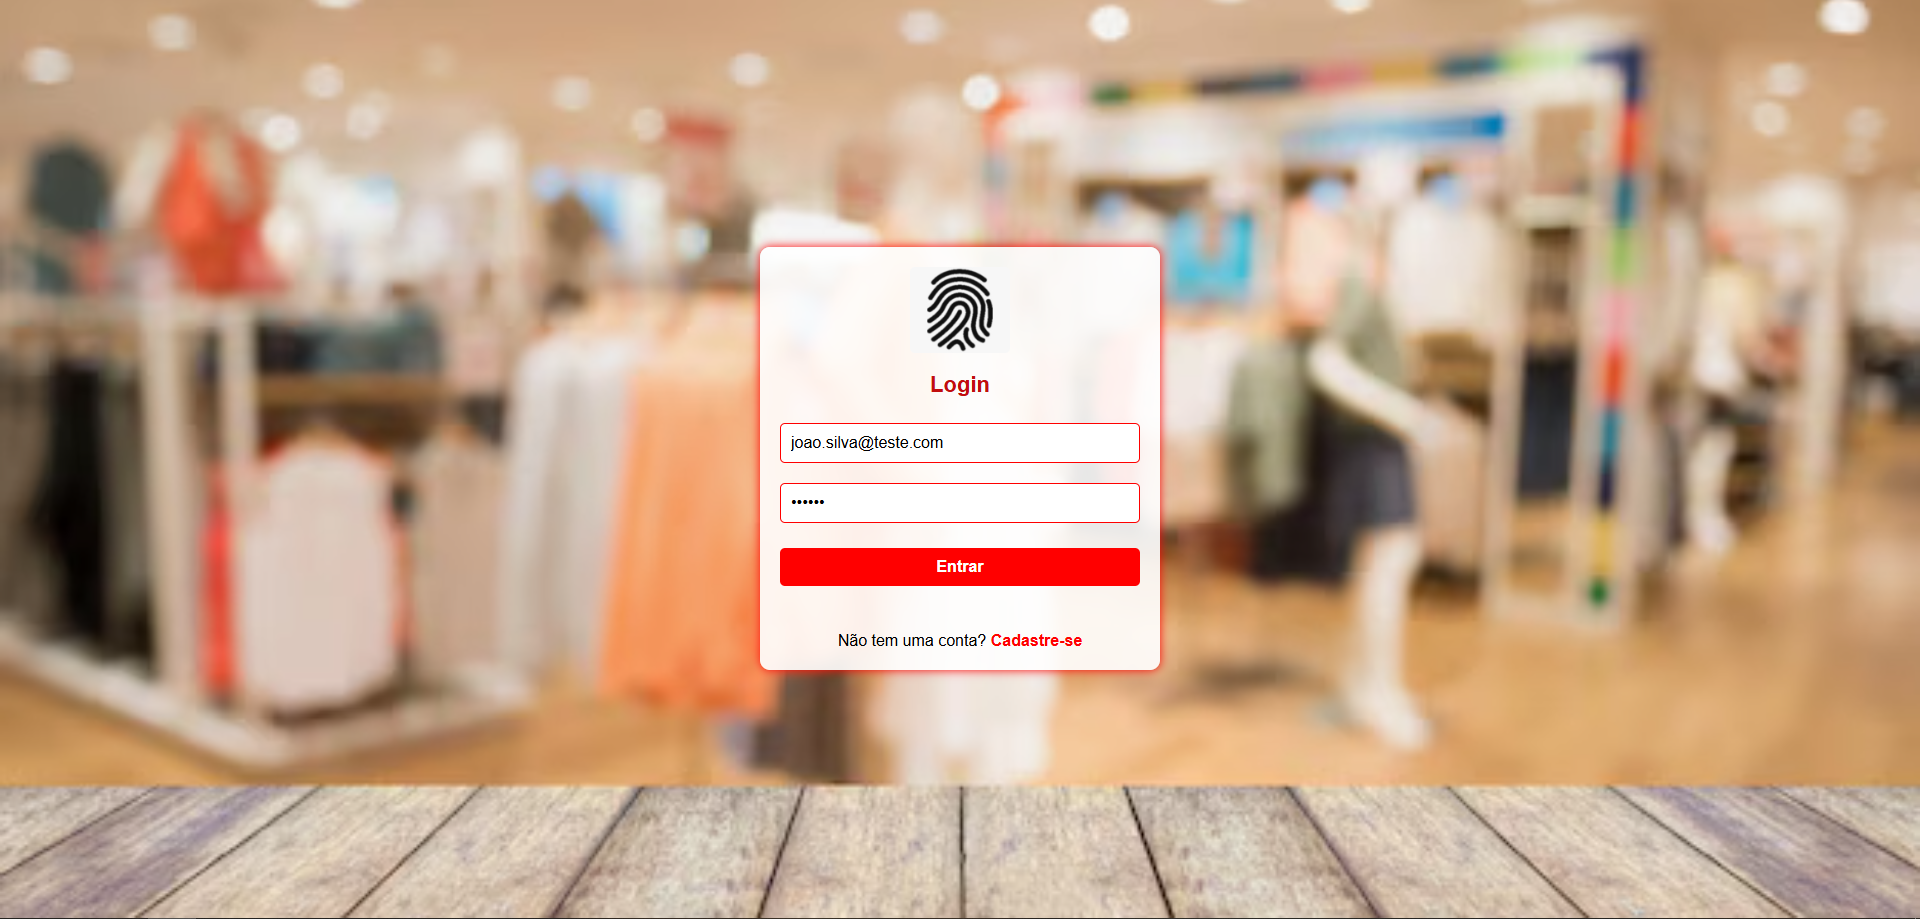 Login
joao.silva@teste.com
••••••
Entrar
Não tem uma conta? Cadastre-se